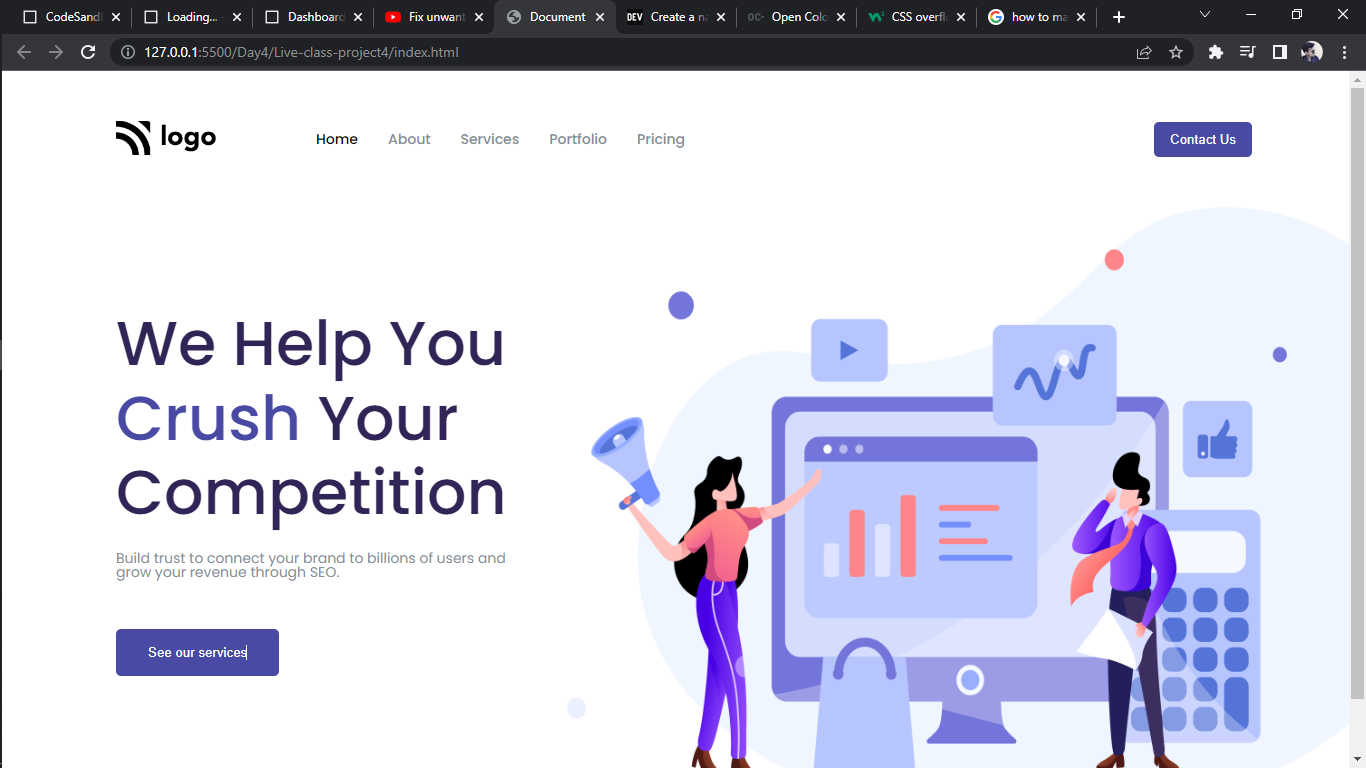 CodeSandl
Loading...
Dashboard
Fix unwant
Document
DEV Create a na
OC Open Colo
CSS overfl
how to ma
127.0.0.1:5500/Day4/Live-class-project4/index.html
logo
Home About Services Portfolio Pricing
Contact Us
We Help You
Crush Your
Competition
Build trust to connect your brand to billions of users and
grow your revenue through SEO.
See our services